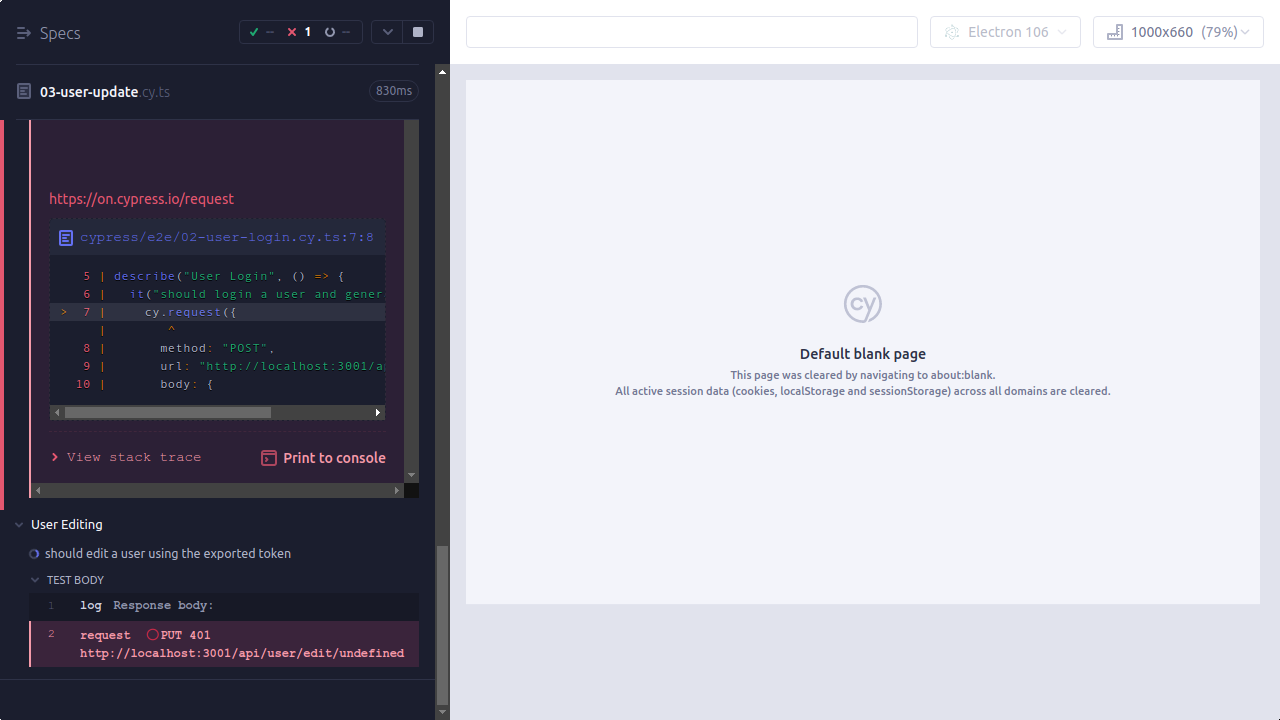 Specs
-- 1 --
Electron 106
1000x660 (79%)
03-user-update.cy.ts
830ms
https://on.cypress.io/request
cypress/e2e/02-user-login.cy.ts:7:8
5 | describe("User Login", () => {
6 | it("should login a user and gener
> 7 | cy.request({
| ^
8 | method: "POST",
9 | url: "http://localhost:3001/a
10 | body: {
View stack trace
Print to console
User Editing
should edit a user using the exported token
TEST BODY
1 log Response body:
2 request PUT 401
http://localhost:3001/api/user/edit/undefined
cy
Default blank page
This page was cleared by navigating to about:blank.
All active session data (cookies, localStorage and sessionStorage) across all domains are cleared.